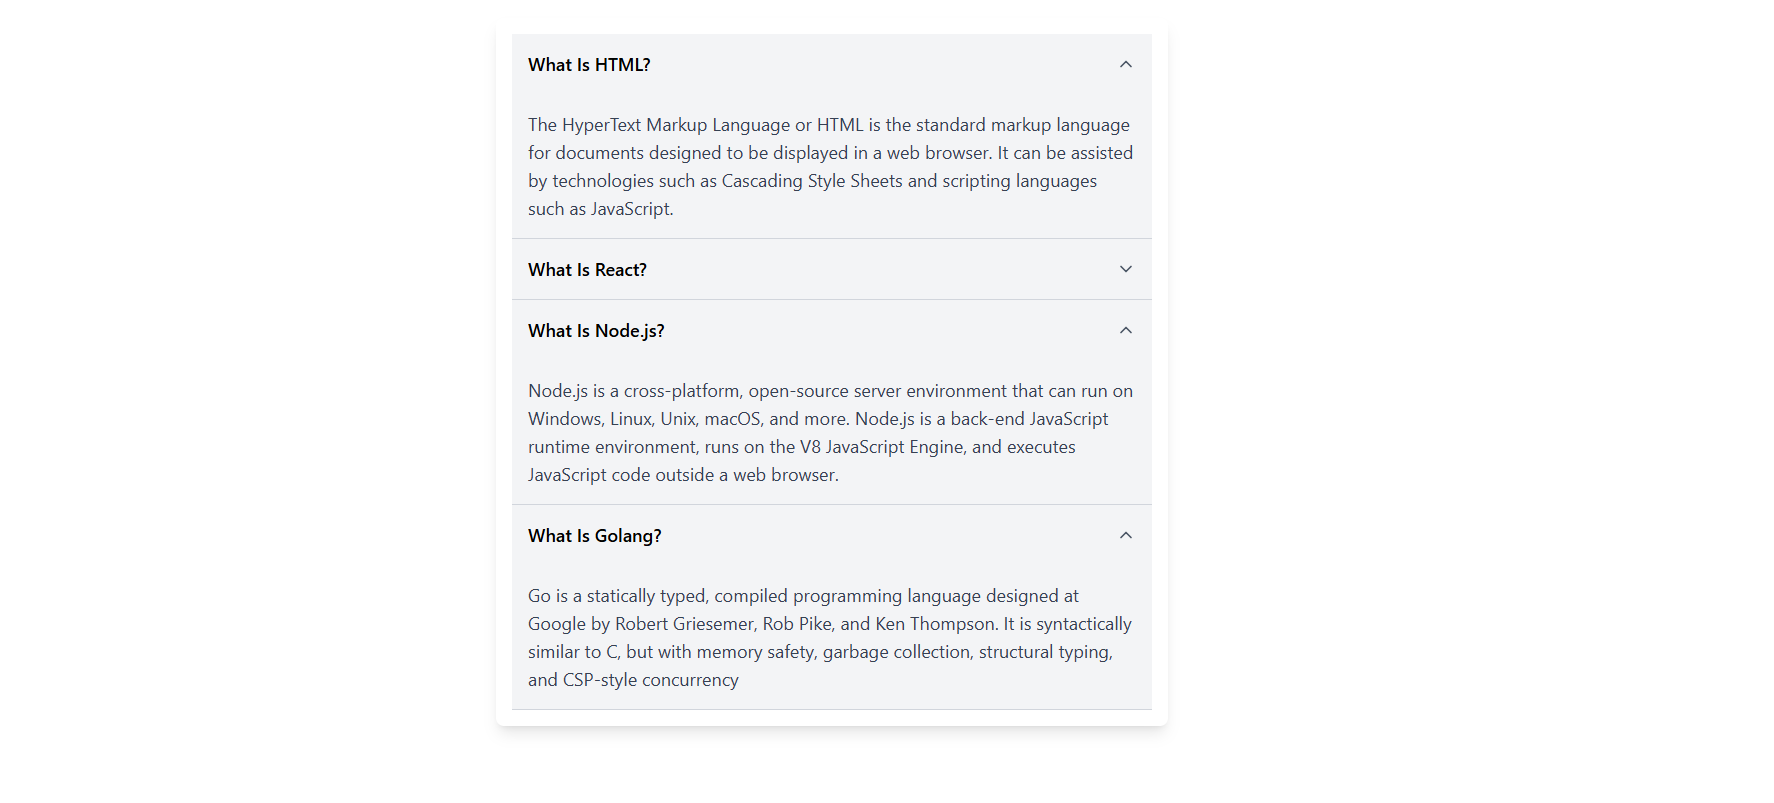 What Is HTML?
The HyperText Markup Language or HTML is the standard markup language
for documents designed to be displayed in a web browser. It can be assisted
by technologies such as Cascading Style Sheets and scripting languages
such as JavaScript.
What Is React?
What Is Node.js?
Node.js is a cross-platform, open-source server environment that can run on
Windows, Linux, Unix, macOS, and more. Node.js is a back-end JavaScript
runtime environment, runs on the V8 JavaScript Engine, and executes
JavaScript code outside a web browser.
What Is Golang?
Go is a statically typed, compiled programming language designed at
Google by Robert Griesemer, Rob Pike, and Ken Thompson. It is syntactically
similar to C, but with memory safety, garbage collection, structural typing,
and CSP-style concurrency